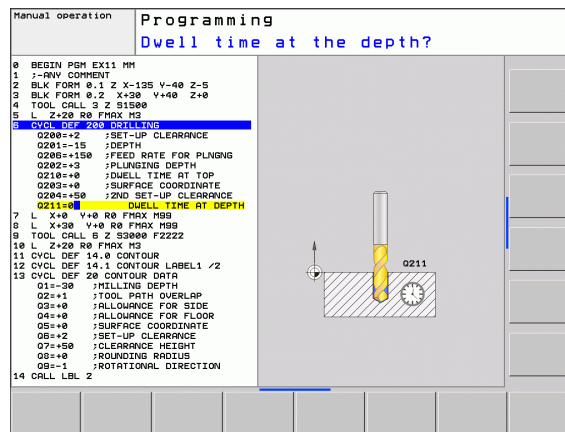 Manual operation
Programming
Dwell time at the depth?
0 BEGIN PGM EX11 MM
1 ;-ANY COMMENT
2 BLK FORM 0.1 Z X-135 Y-40 Z-5
3 BLK FORM 0.2 X+30 Y+40 Z+0
4 TOOL CALL 3 Z S1500
5 L Z+20 R0 FMAX M3
6 CYCL DEF 200 DRILLING
Q200=+2 ;SET-UP CLEARANCE
Q201=-15 ;DEPTH
Q206=+150 ;FEED RATE FOR PLNGNG
Q202=+3 ;PLUNGING DEPTH
Q210=+0 ;DWELL TIME AT TOP
Q203=+0 ;SURFACE COORDINATE
Q204=+50 ;2ND SET-UP CLEARANCE
Q211=0 DWELL TIME AT DEPTH
7 L X+0 Y+0 R0 FMAX M99
8 L X+30 Y+0 R0 FMAX M99
9 TOOL CALL 6 Z S3000 F2222
10 L Z+20 R0 FMAX M3
11 CYCL DEF 14.0 CONTOUR
12 CYCL DEF 14.1 CONTOUR LABEL1 /2
13 CYCL DEF 20 CONTOUR DATA
Q1=-30 ;MILLING DEPTH
Q2=+1 ;TOOL PATH OVERLAP
Q3=+0 ;ALLOWANCE FOR SIDE
Q4=+0 ;ALLOWANCE FOR FLOOR
Q5=+0 ;SURFACE COORDINATE
Q6=+2 ;SET-UP CLEARANCE
Q7=+50 ;CLEARANCE HEIGHT
Q8=+0 ;ROUNDING RADIUS
Q9=-1 ;ROTATIONAL DIRECTION
14 CALL LBL 2
Q211